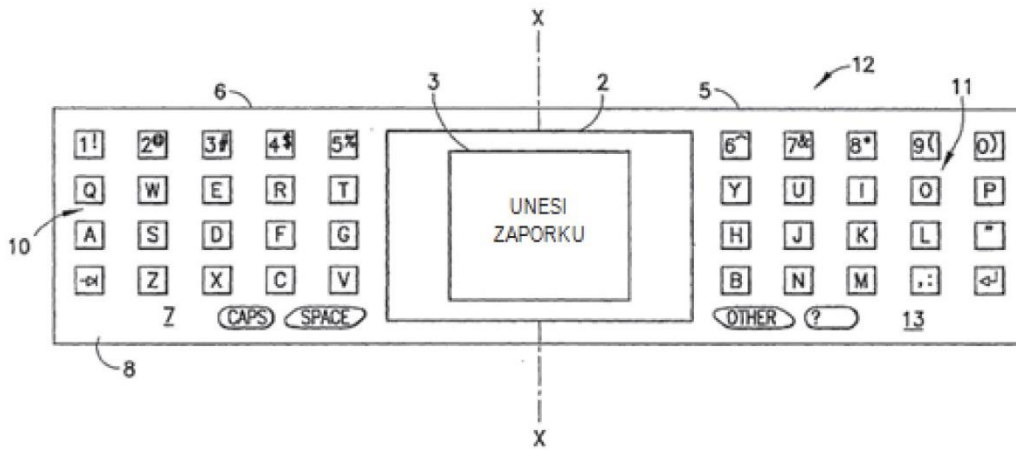 X
12
6
3
2
5
11
1! 2@ 3# 4$ 5% 6^ 7& 8* 9( 0)
Q W E R T Y U I O P
UNESI
ZAPORKU
10
A S D F G H J K L "
Z X C V B N M ,:
7 CAPS SPACE OTHER ? 13
8
X